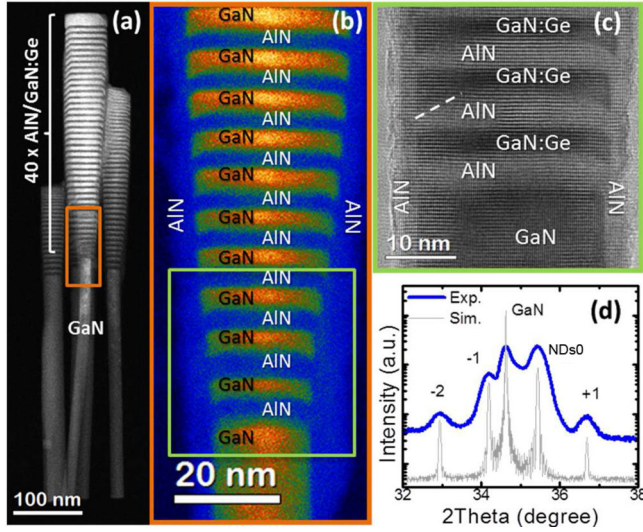 (a)
40 x AlN/GaN:Ge
GaN
100 nm
(b)
GaN
AlN
GaN
AlN
GaN
AlN
GaN
AlN
GaN
AlN
GaN
AlN
GaN
AlN
GaN
AlN
GaN
AlN
GaN
AlN
GaN
AlN
AlN
20 nm
(c)
GaN:Ge
AlN
GaN:Ge
AlN
GaN:Ge
AlN
AlN
AlN
GaN
10 nm
(d)
Exp.
Sim.
GaN
NDs0
-2
-1
+1
Intensity (a.u.)
32 34 36 38
2Theta (degree)